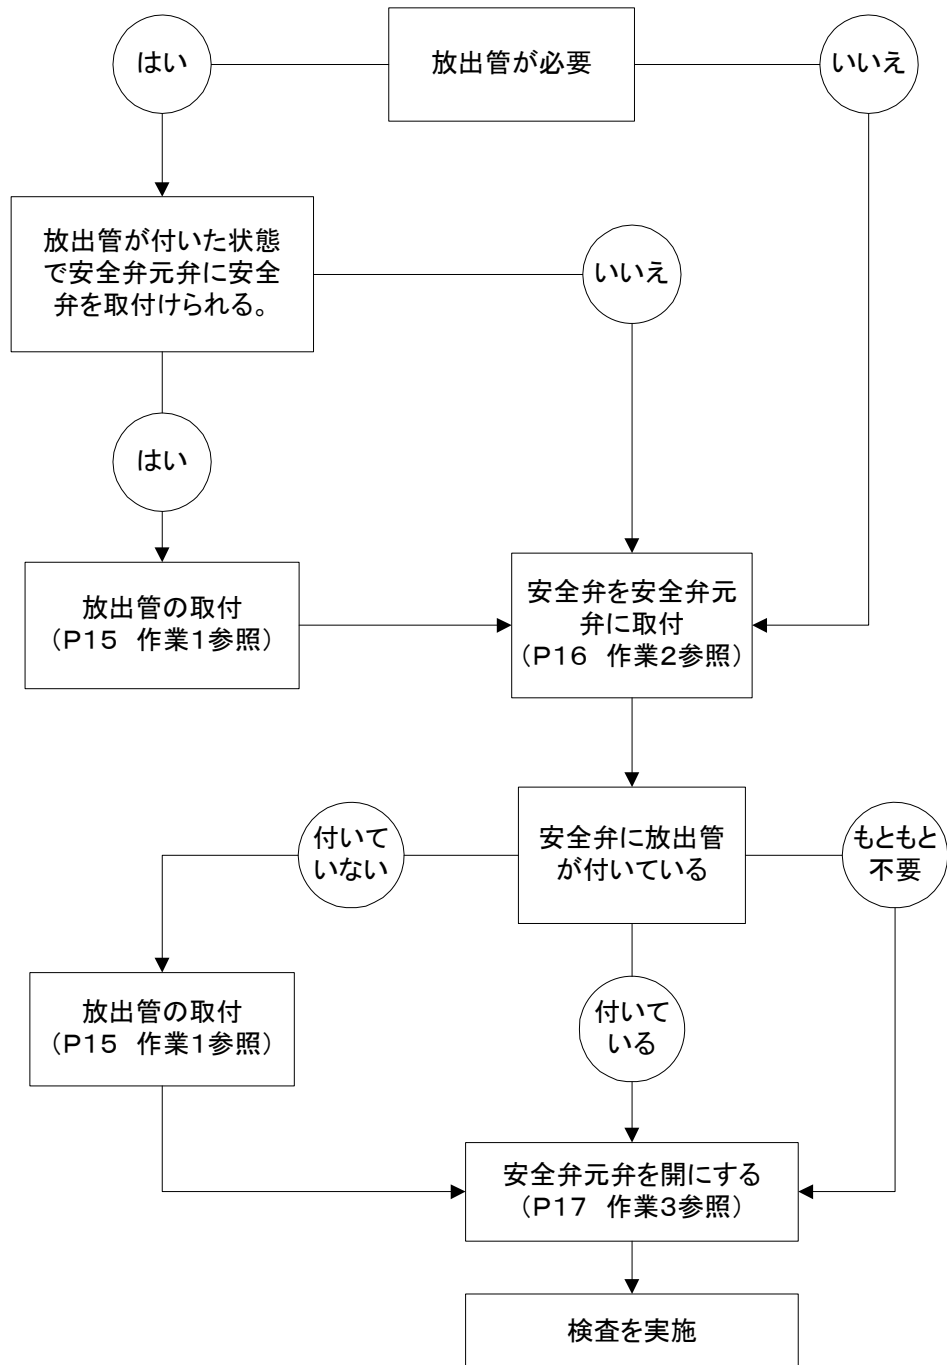 はい
放出管が必要
いいえ
放出管が付いた状態
で安全弁元弁に安全
弁を取付けられる。
いいえ
はい
放出管の取付
（P15　作業1参照）
安全弁を安全弁元
弁に取付
（P16　作業2参照）
付いて
いない
安全弁に放出管
が付いている
もともと
不要
放出管の取付
（P15　作業1参照）
付いて
いる
安全弁元弁を開にする
（P17　作業3参照）
検査を実施